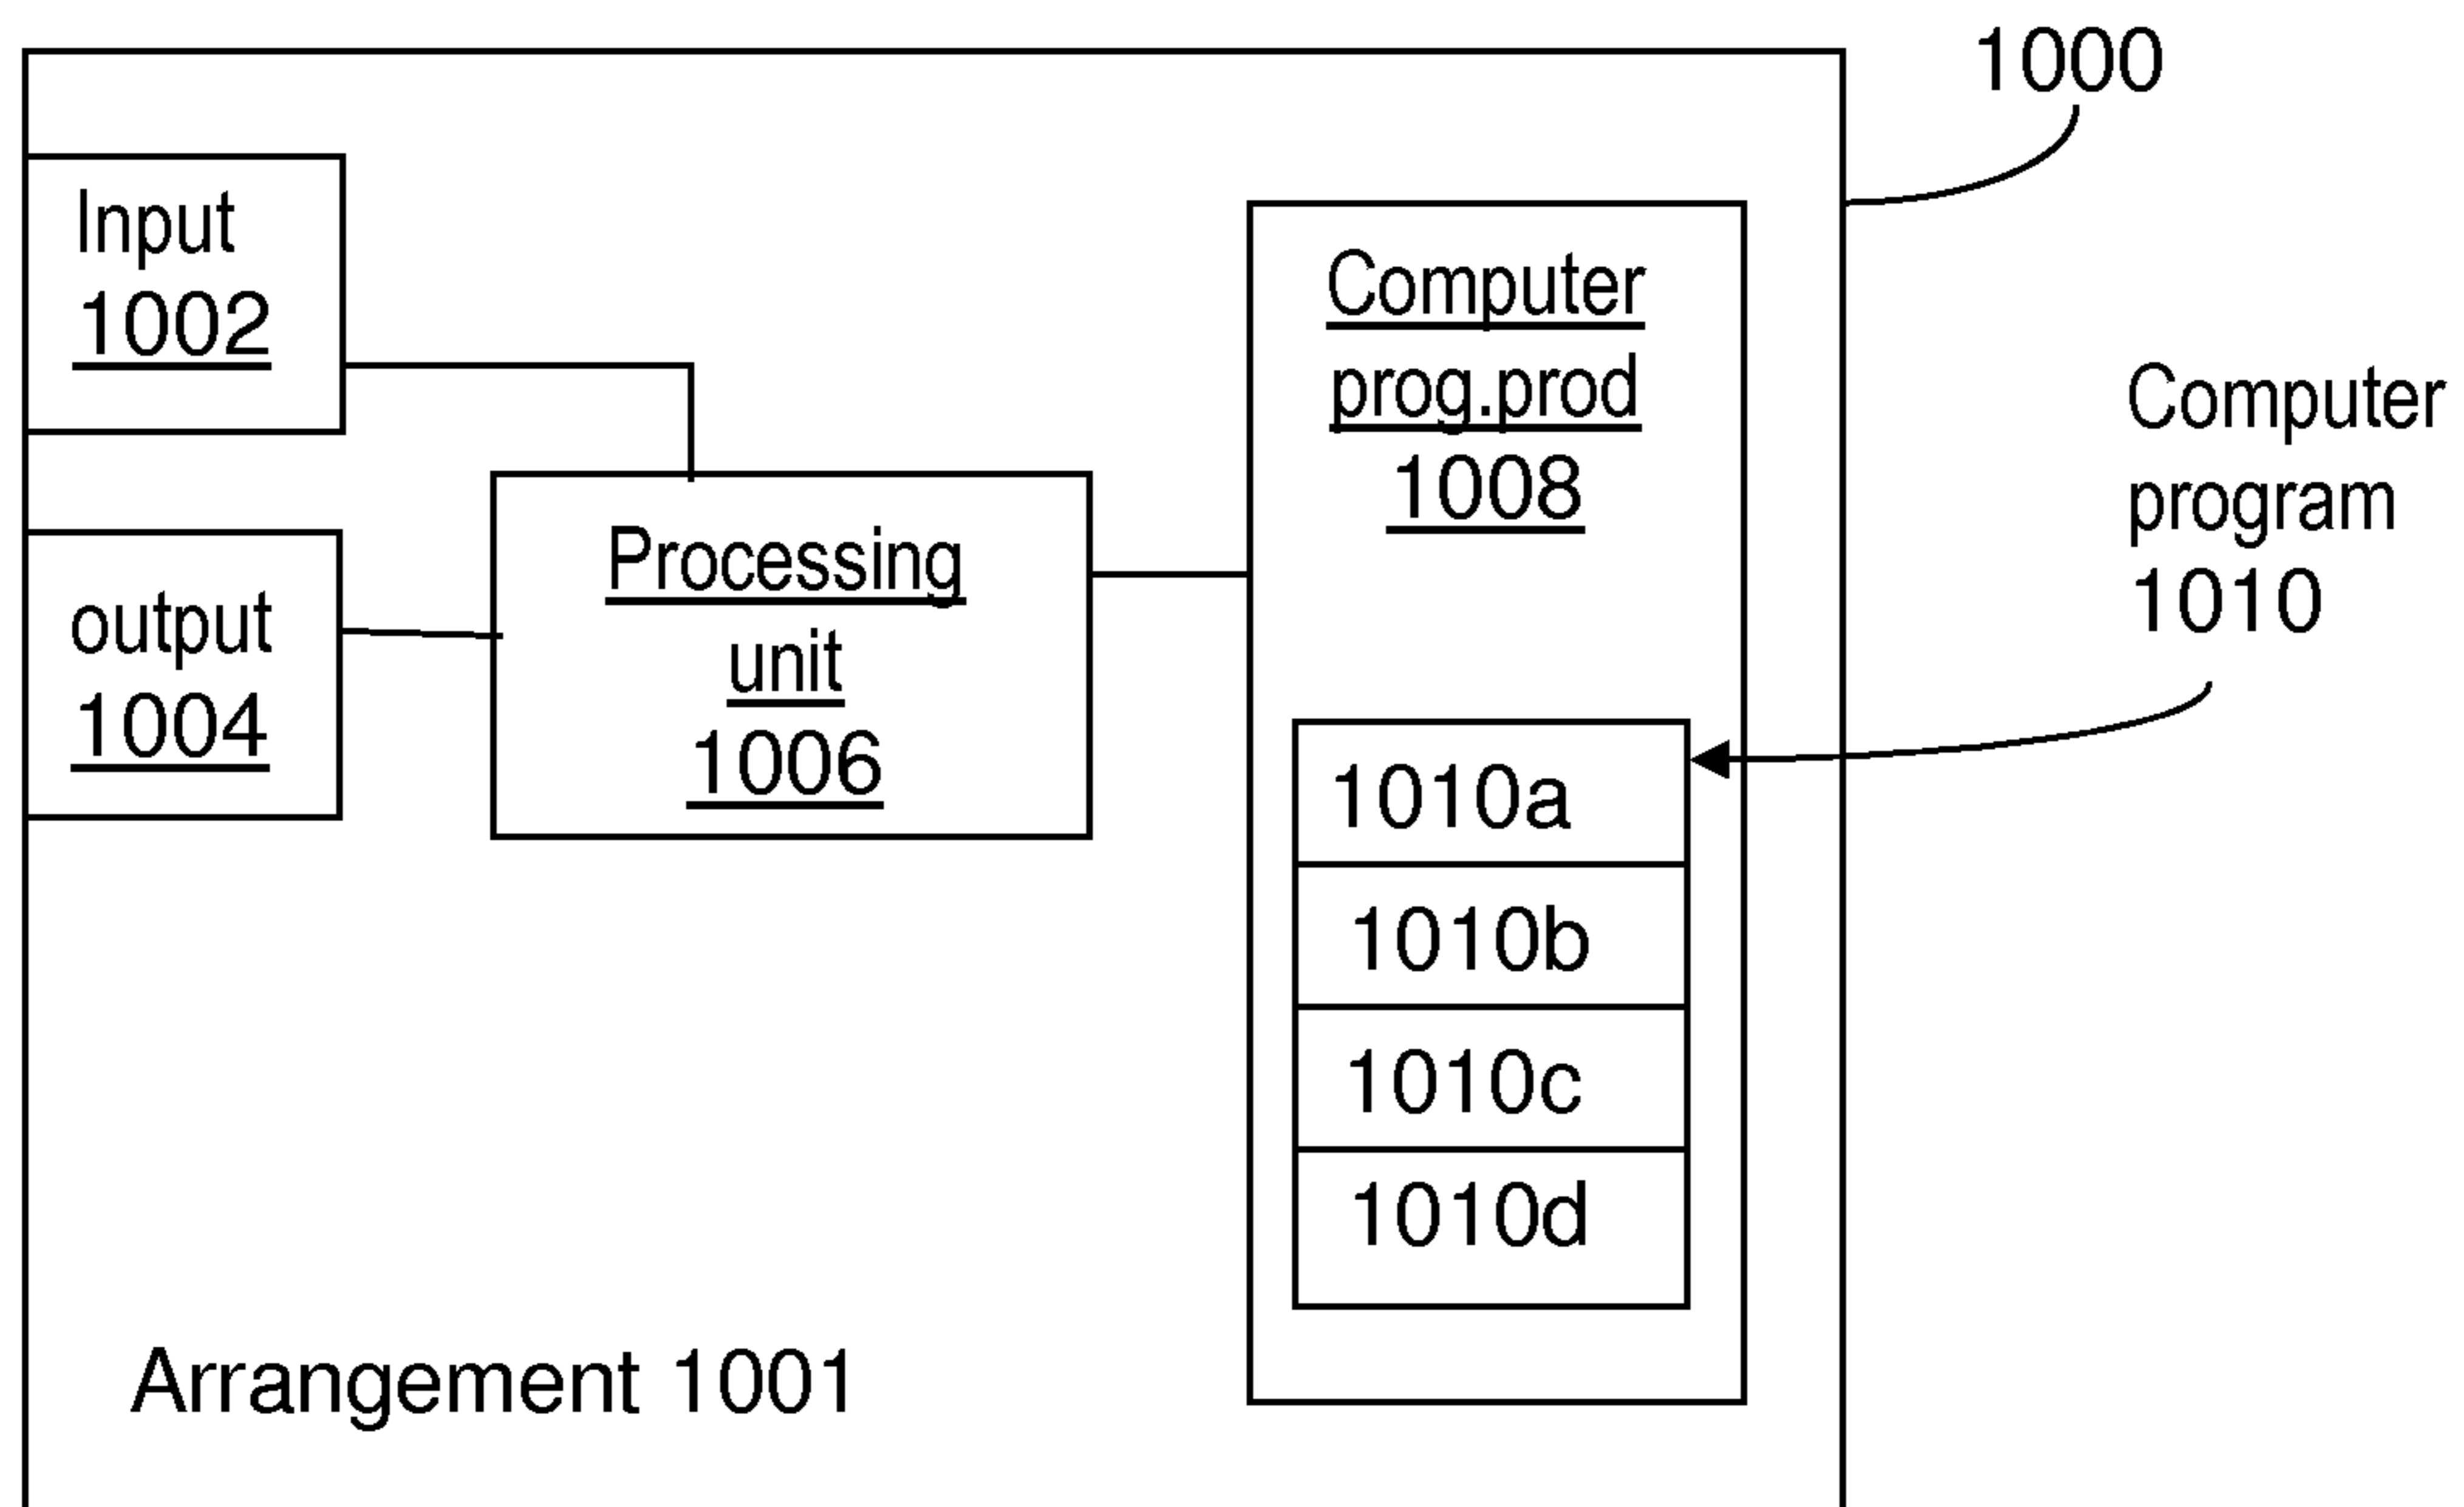 1000
Input
1002
Computer
prog.prod
1008
Computer
program
1010
Processing
unit
1006
output
1004
1010a
1010b
1010c
1010d
Arrangement 1001